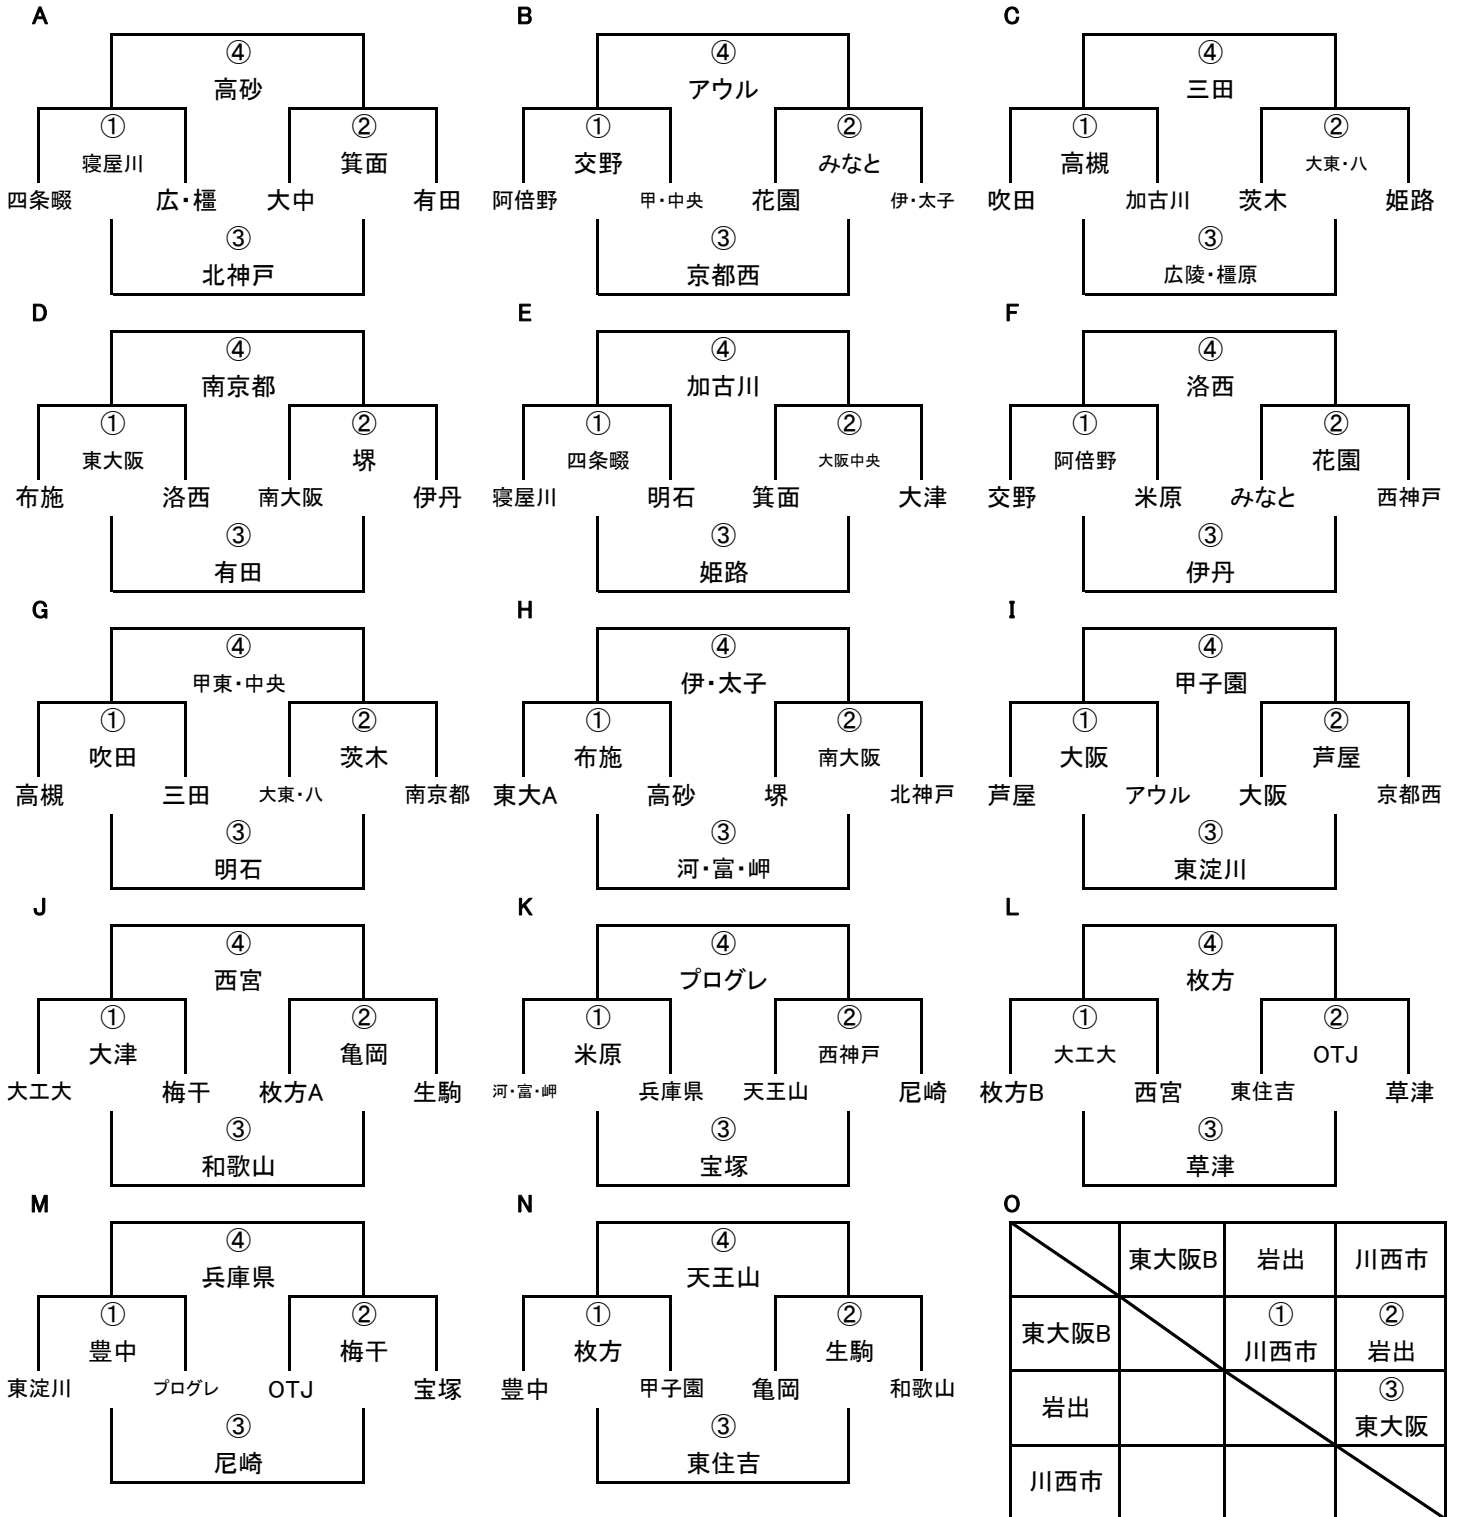 A B C
④ ④ ④
高砂 アウル 三田
① ② ① ② ① ②
寝屋川 箕面 交野 みなと 高槻 大東・八
四条畷 広・橿 大中 有田 阿倍野 甲・中央 花園 伊・太子 吹田 加古川 茨木 姫路
③ ③ ③
北神戸 京都西 広陵・橿原
D E F
④ ④ ④
南京都 加古川 洛西
① ② ① ② ① ②
東大阪 堺 四条畷 大阪中央 阿倍野 花園
布施 洛西 南大阪 伊丹 寝屋川 明石 箕面 大津 交野 米原 みなと 西神戸
③ ③ ③
有田 姫路 伊丹
G H I
④ ④ ④
甲東・中央 伊・太子 甲子園
① ② ① ② ① ②
吹田 茨木 布施 南大阪 大阪 芦屋
高槻 三田 大東・八 南京都 東大A 高砂 堺 北神戸 芦屋 アウル 大阪 京都西
③ ③ ③
明石 河・富・岬 東淀川
J K L
④ ④ ④
西宮 プログレ 枚方
① ② ① ② ① ②
大津 亀岡 米原 西神戸 大工大 OTJ
大工大 梅干 枚方A 生駒 河・富・岬 兵庫県 天王山 尼崎 枚方B 西宮 東住吉 草津
③ ③ ③
和歌山 宝塚 草津
M N O
④ ④
兵庫県 天王山
① ② ① ②
豊中 梅干 枚方 生駒
東淀川 プログレ OTJ 宝塚 豊中 甲子園 亀岡 和歌山
③ ③
尼崎 東住吉
東大阪B 岩出 川西市
東大阪B ① 川西市 ② 岩出
岩出 ③ 東大阪
川西市